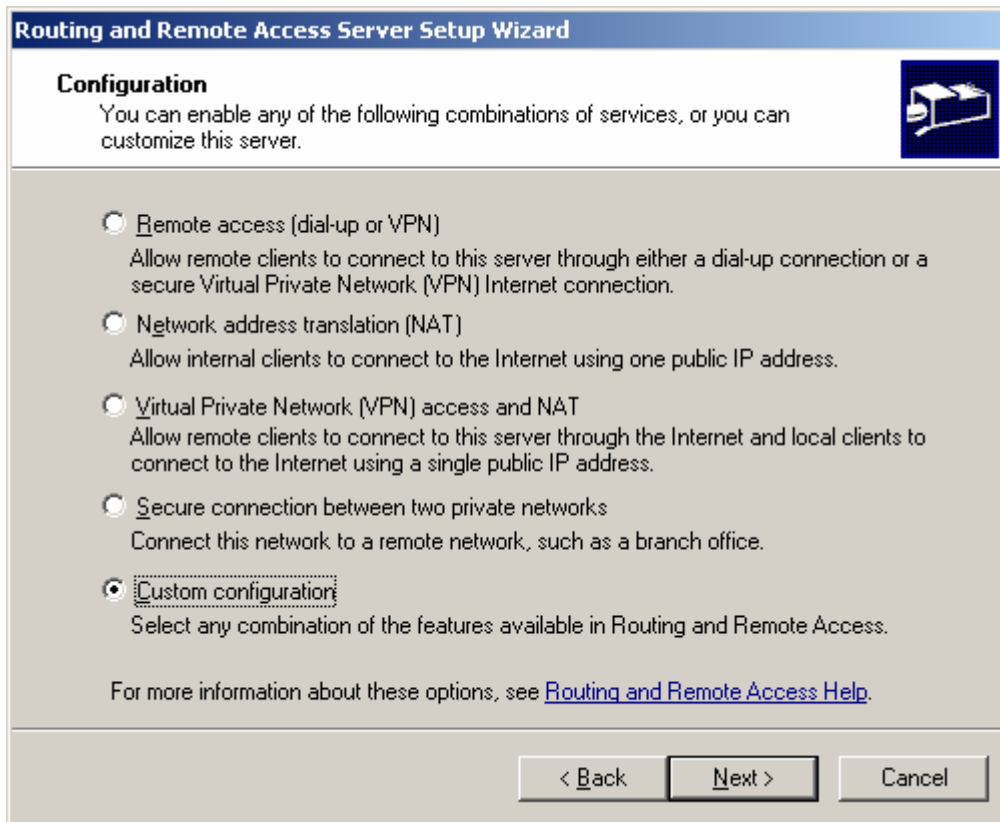 Routing and Remote Access Server Setup Wizard
Configuration
You can enable any of the following combinations of services, or you can
customize this server.
Remote access (dial-up or VPN)
Allow remote clients to connect to this server through either a dial-up connection or a
secure Virtual Private Network (VPN) Internet connection.
Network address translation (NAT)
Allow internal clients to connect to the Internet using one public IP address.
Virtual Private Network (VPN) access and NAT
Allow remote clients to connect to this server through the Internet and local clients to
connect to the Internet using a single public IP address.
Secure connection between two private networks
Connect this network to a remote network, such as a branch office.
Custom configuration
Select any combination of the features available in Routing and Remote Access.
For more information about these options, see Routing and Remote Access Help.
< Back Next > Cancel